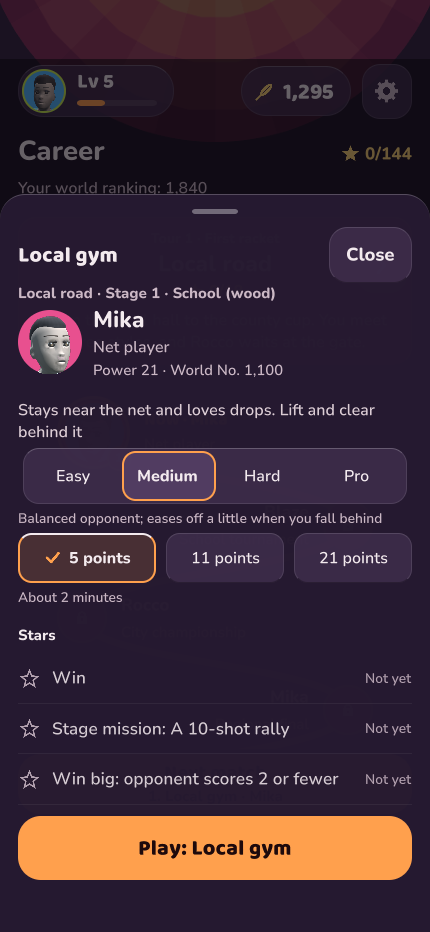 Lv 5
1,295
Career
0/144
Your world ranking: 1,840
Local gym
Close
Local road · Stage 1 · School (wood)
Mika
Net player
Power 21 · World No. 1,100
Stays near the net and loves drops. Lift and clear
behind it
Easy
Medium
Hard
Pro
Balanced opponent; eases off a little when you fall behind
5 points
11 points
21 points
About 2 minutes
Stars
Win
Not yet
Stage mission: A 10-shot rally
Not yet
Win big: opponent scores 2 or fewer
Not yet
Play: Local gym